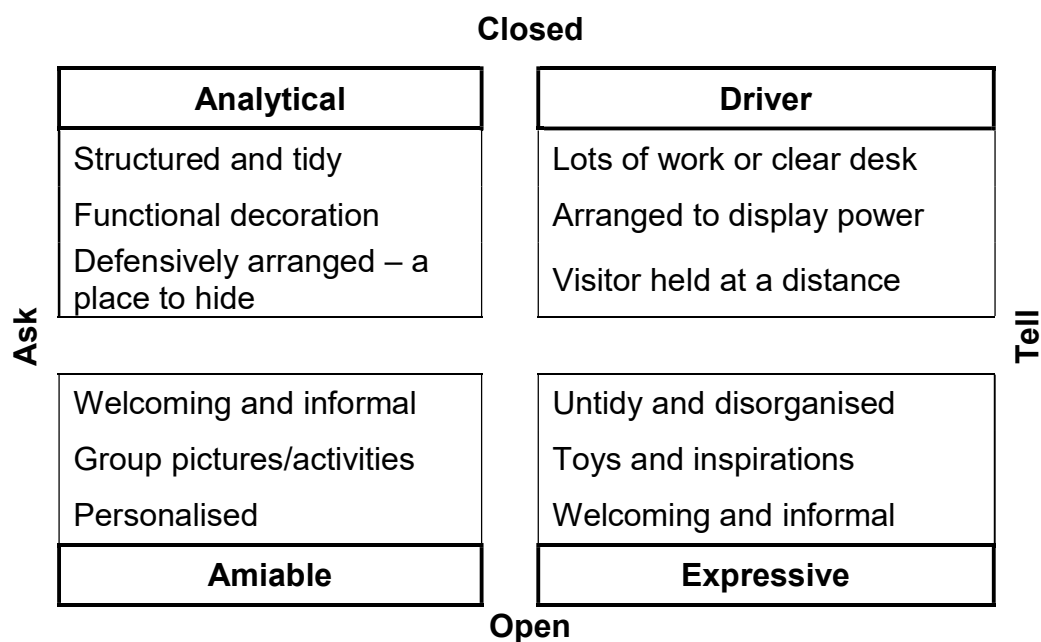 Closed
Analytical
Structured and tidy
Functional decoration
Defensively arranged – a
place to hide
Driver
Lots of work or clear desk
Arranged to display power
Visitor held at a distance
Ask
Tell
Welcoming and informal
Group pictures/activities
Personalised
Amiable
Untidy and disorganised
Toys and inspirations
Welcoming and informal
Expressive
Open